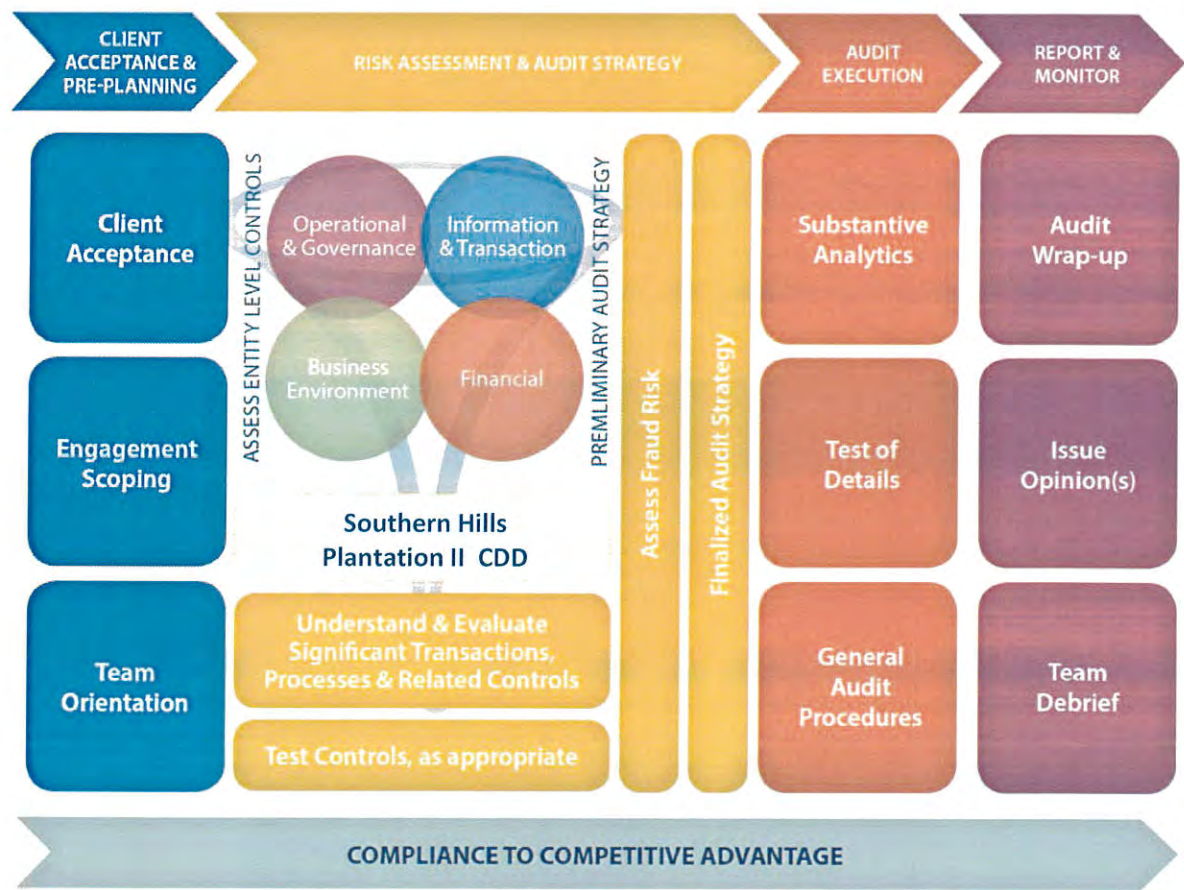 CLIENT
ACCEPTANCE &
PRE-PLANNING
RISK ASSESSMENT & AUDIT STRATEGY
AUDIT
EXECUTION
REPORT &
MONITOR
Client
Acceptance
Engagement
Scoping
Team
Orientation
ASSESS ENTITY LEVEL CONTROLS
Operational
& Governance
Information
& Transaction
Business
Environment
Financial
PREMLIMINARY AUDIT STRATEGY
Southern Hills
Plantation II CDD
Understand & Evaluate
Significant Transactions,
Processes & Related Controls
Test Controls, as appropriate
Assess Fraud Risk
Finalized Audit Strategy
Substantive
Analytics
Test of
Details
General
Audit
Procedures
Audit
Wrap-up
Issue
Opinion(s)
Team
Debrief
COMPLIANCE TO COMPETITIVE ADVANTAGE